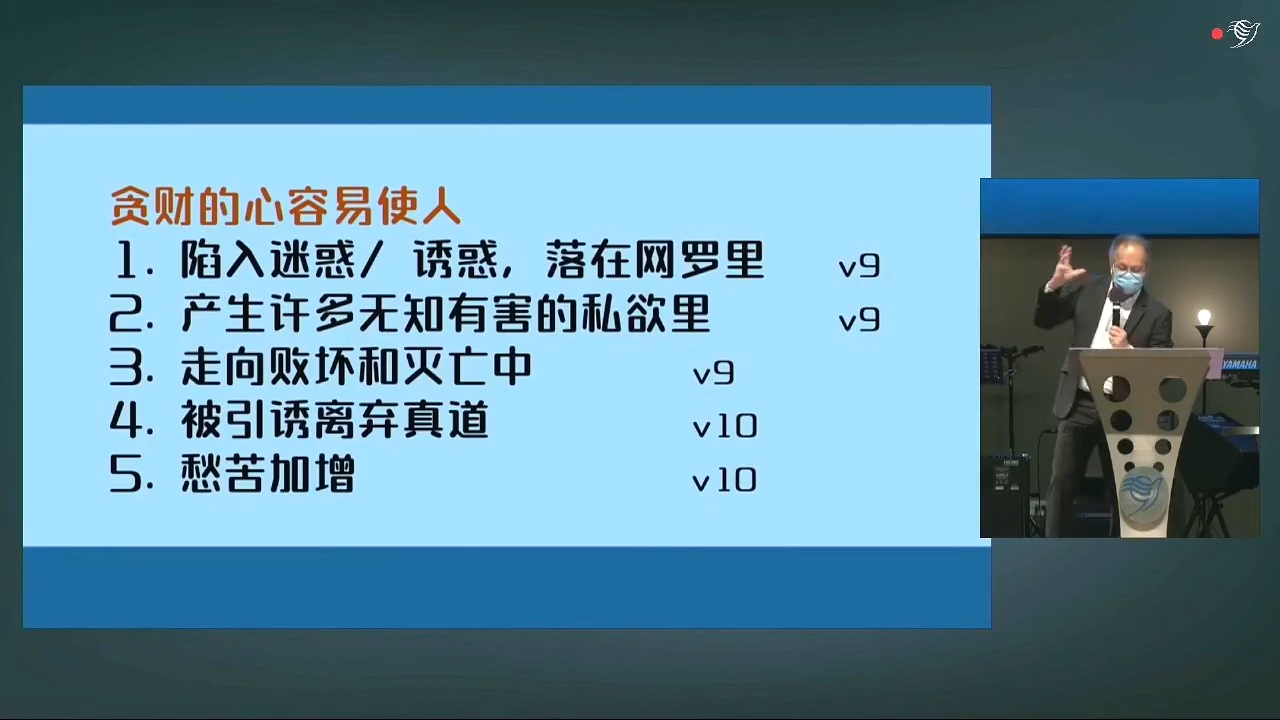 贪财的心容易使人
1. 陷入迷惑/ 诱惑，落在网罗里 v9
2. 产生许多无知有害的私欲里 v9
3. 走向败坏和灭亡中 v9
4. 被引诱离弃真道 v10
5. 愁苦加增 v10
YAMAHA